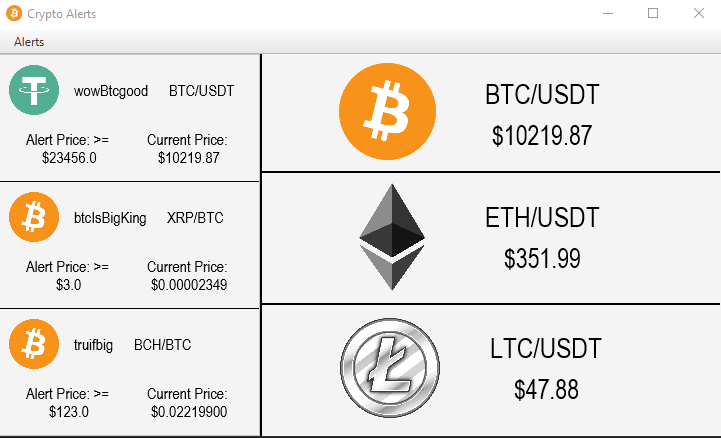 Crypto Alerts
Alerts
wowBtcgood BTC/USDT
Alert Price: >= Current Price:
$23456.0 $10219.87
btcIsBigKing XRP/BTC
Alert Price: >= Current Price:
$3.0 $0.00002349
truifbig BCH/BTC
Alert Price: >= Current Price:
$123.0 $0.02219900
BTC/USDT
$10219.87
ETH/USDT
$351.99
LTC/USDT
$47.88